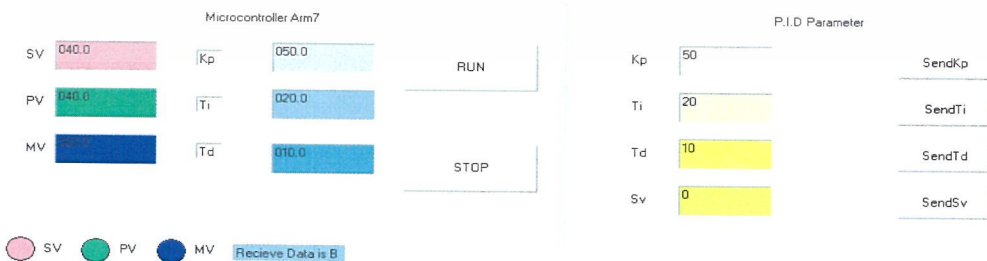 Microcontroller Arm7
SV 040.0 Kp 050.0 RUN
PV 040.0 Ti 020.0
MV Td 010.0 STOP
SV PV MV Recieve Data is B
P.I.D Parameter
Kp 50 SendKp
Ti 20 SendTi
Td 10 SendTd
Sv 0 SendSv